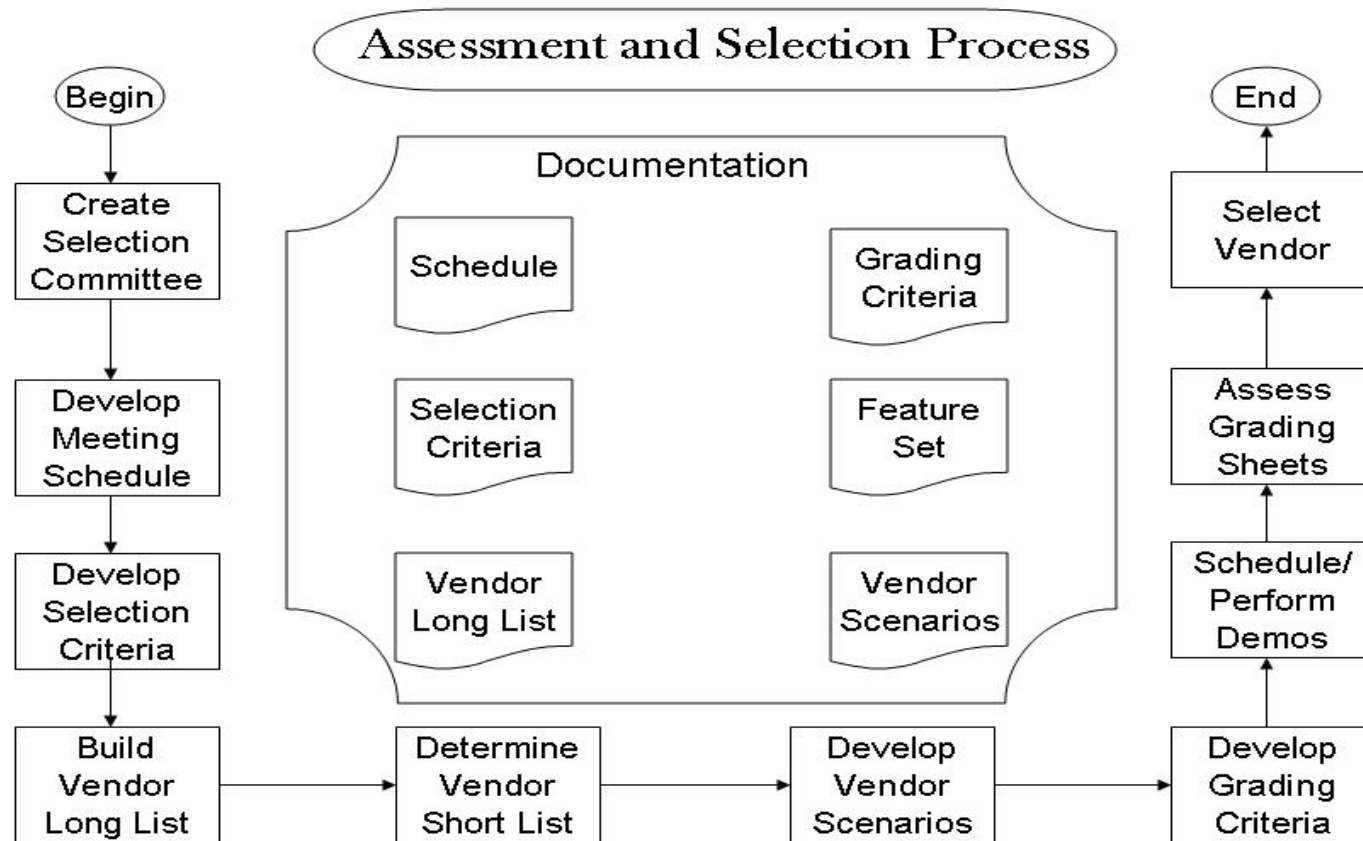 Assessment and Selection Process
Begin
Create
Selection
Committee
Develop
Meeting
Schedule
Develop
Selection
Criteria
Build
Vendor
Long List
Determine
Vendor
Short List
Develop
Vendor
Scenarios
Develop
Grading
Criteria
Schedule/
Perform
Demos
Assess
Grading
Sheets
Select
Vendor
End
Documentation
Schedule
Selection
Criteria
Vendor
Long List
Grading
Criteria
Feature
Set
Vendor
Scenarios